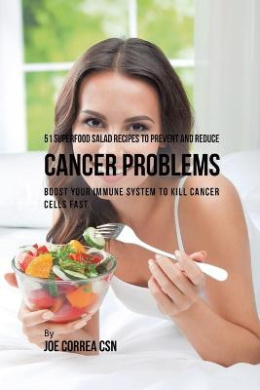 51 SUPERFOOD SALAD RECIPES TO PREVENT AND REDUCE
CANCER PROBLEMS
BOOST YOUR IMMUNE SYSTEM TO KILL CANCER
CELLS FAST
By
JOE CORREA CSN